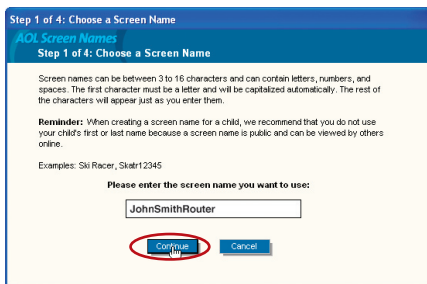 Step 1 of 4: Choose a Screen Name
AOL Screen Names
Step 1 of 4: Choose a Screen Name
Screen names can be between 3 to 16 characters and can contain letters, numbers, and
spaces. The first character must be a letter and will be capitalized automatically. The rest of
the characters will appear just as you enter them.
Reminder: When creating a screen name for a child, we recommend that you do not use
your child's first or last name because a screen name is public and can be viewed by others
online.
Examples: Ski Racer, Skatr12345
Please enter the screen name you want to use:
JohnSmithRouter
Continue Cancel